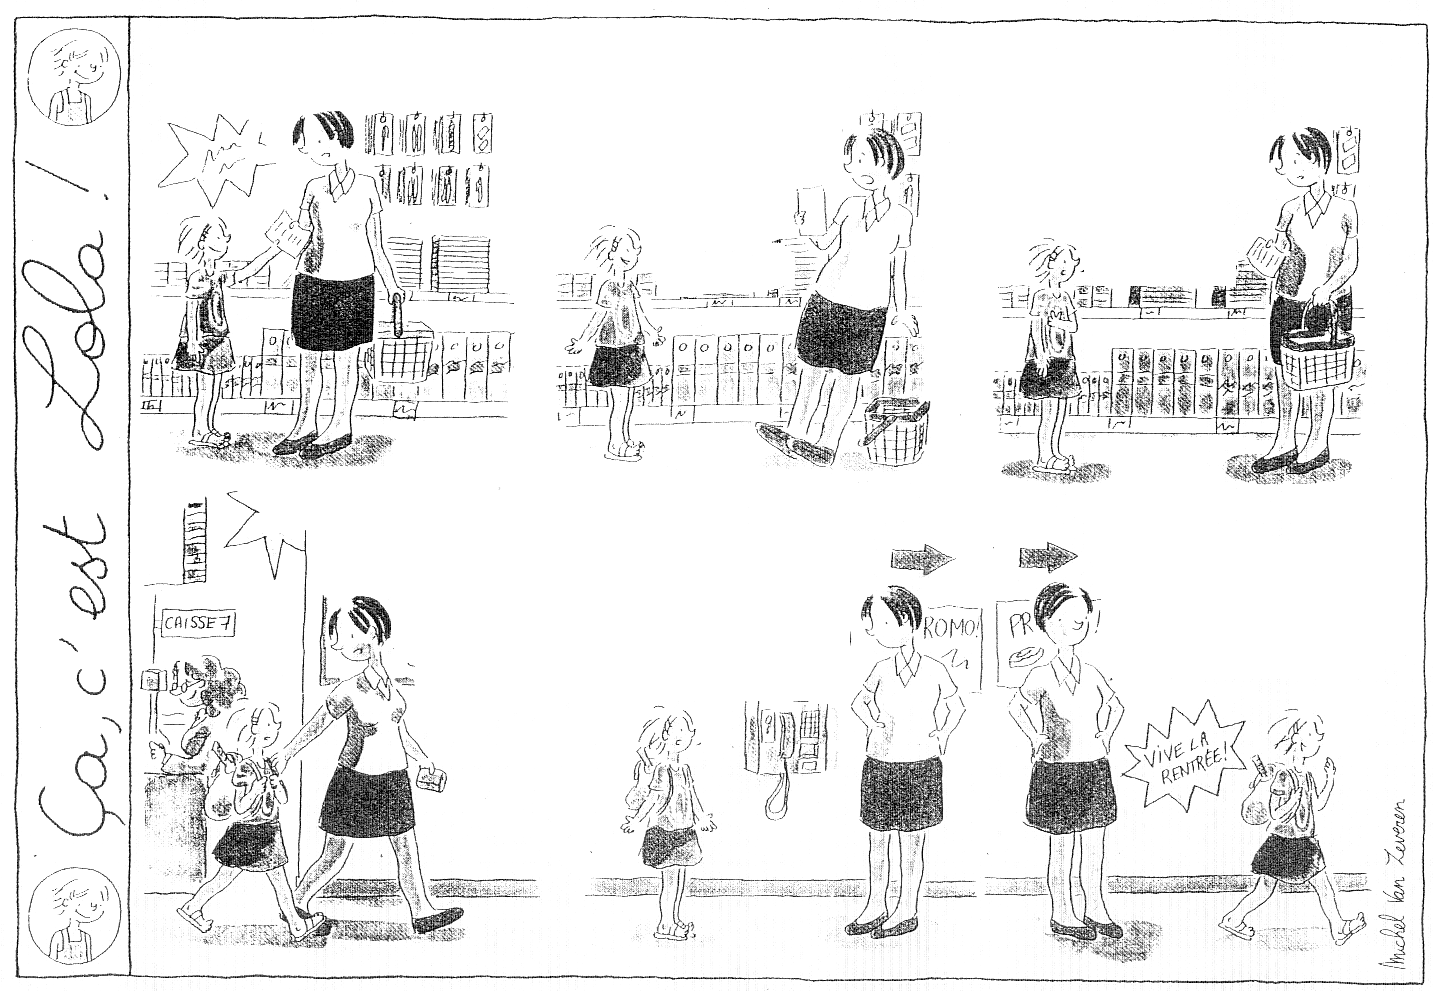 Ça, c'est Lola !
CAISSE 7
ROMO!
PR
VIVE LA
RENTRÉE!
Michel Van Zeveren